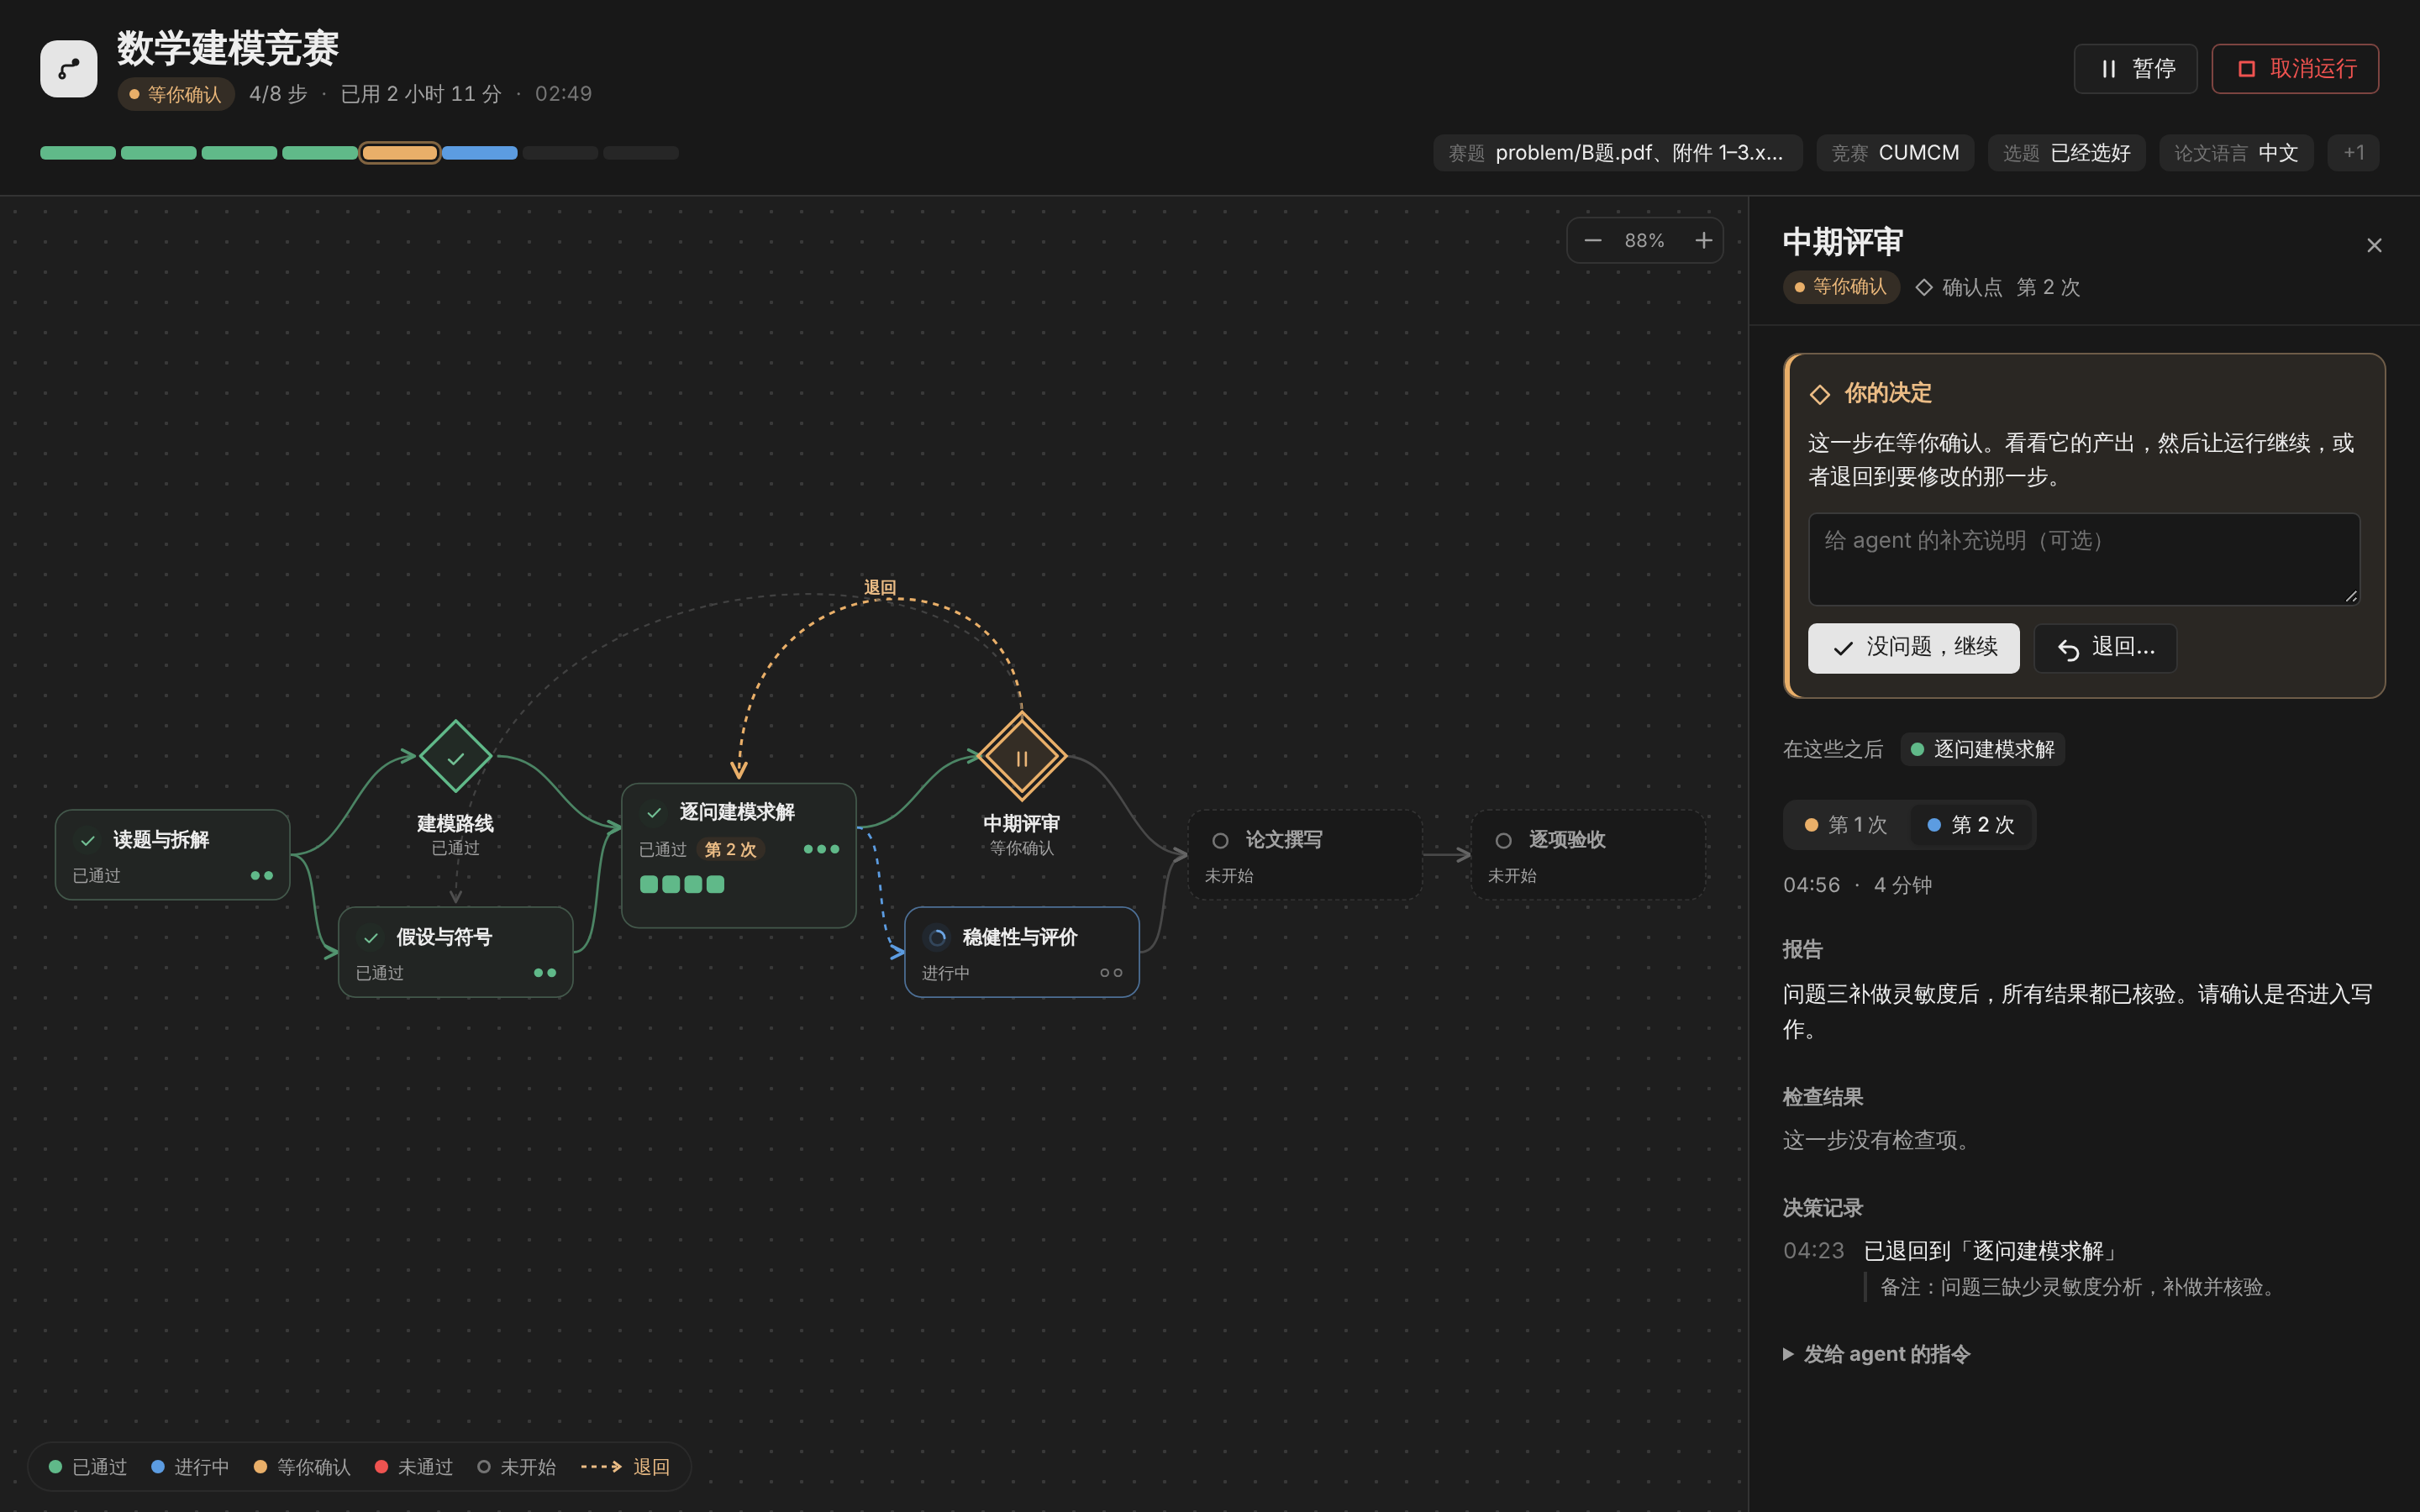 数学建模竞赛
等你确认 4/8 步 · 已用 2 小时 11 分 · 02:49
暂停
取消运行
赛题 problem/B题.pdf、附件 1–3.x…
竞赛 CUMCM
选题 已经选好
论文语言 中文
+1
88%
退回
建模路线
已通过
中期评审
等你确认
读题与拆解
已通过
逐问建模求解
已通过 第 2 次
论文撰写
未开始
逐项验收
未开始
假设与符号
已通过
稳健性与评价
进行中
已通过 进行中 等你确认 未通过 未开始 退回
中期评审
等你确认 确认点 第 2 次
你的决定
这一步在等你确认。看看它的产出，然后让运行继续，或
者退回到要修改的那一步。
给 agent 的补充说明（可选）
没问题，继续
退回…
在这些之后 逐问建模求解
第 1 次 第 2 次
04:56 · 4 分钟
报告
问题三补做灵敏度后，所有结果都已核验。请确认是否进入写
作。
检查结果
这一步没有检查项。
决策记录
04:23 已退回到「逐问建模求解」
备注：问题三缺少灵敏度分析，补做并核验。
发给 agent 的指令